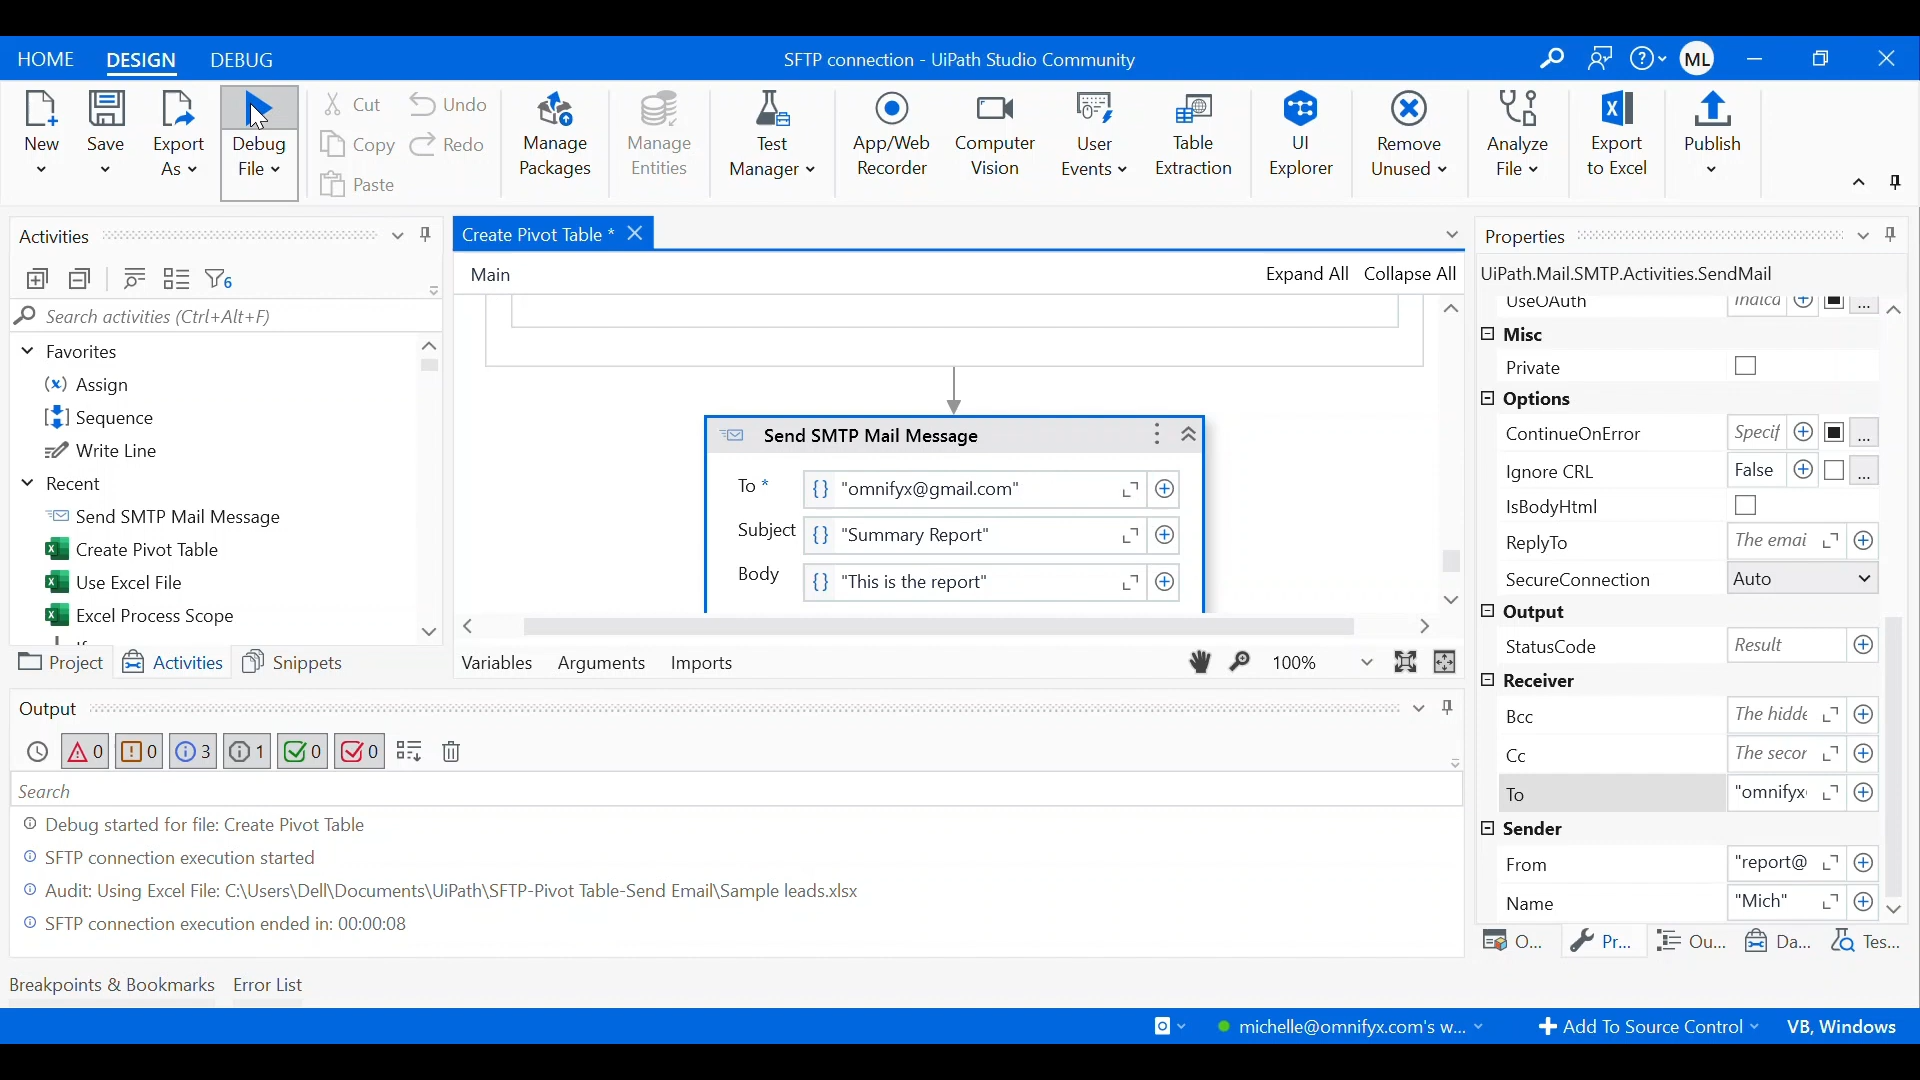 HOME DESIGN DEBUG SFTP connection - UiPath Studio Community ML
New Save Export As Debug File
Cut Undo
Copy Redo
Paste
Manage Packages
Manage Entities
Test Manager
App/Web Recorder
Computer Vision
User Events
Table Extraction
UI Explorer
Remove Unused
Analyze File
Export to Excel
Publish
Activities
6
Search activities (Ctrl+Alt+F)
Favorites
Assign
Sequence
Write Line
Recent
Send SMTP Mail Message
Create Pivot Table
Use Excel File
Excel Process Scope
Project Activities Snippets
Create Pivot Table *
Main Expand All Collapse All
Send SMTP Mail Message
To * "omnifyx@gmail.com"
Subject "Summary Report"
Body "This is the report"
Variables Arguments Imports 100%
Properties
UiPath.Mail.SMTP.Activities.SendMail
UseOAuth Indica ...
Misc
Private
Options
ContinueOnError Specif ...
Ignore CRL False ...
IsBodyHtml
ReplyTo The emai
SecureConnection Auto
Output
StatusCode Result
Receiver
Bcc The hidde
Cc The secor
To "omnifyx
Sender
From "report@
Name "Mich"
O... Pr... Ou... Da... Tes...
Output
0 0 3 1 0 0
Search
Debug started for file: Create Pivot Table
SFTP connection execution started
Audit: Using Excel File: C:\Users\Dell\Documents\UiPath\SFTP-Pivot Table-Send Email\Sample leads.xlsx
SFTP connection execution ended in: 00:00:08
Breakpoints & Bookmarks Error List
michelle@omnifyx.com's w... Add To Source Control VB, Windows